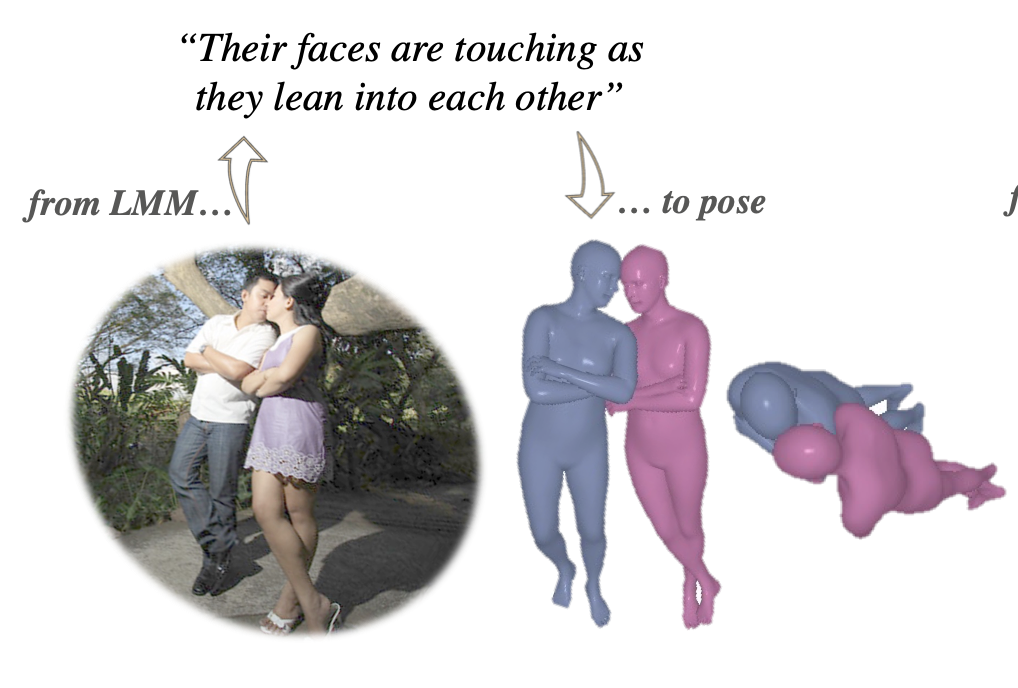 “Their faces are touching as
they lean into each other”
from LMM…
… to pose